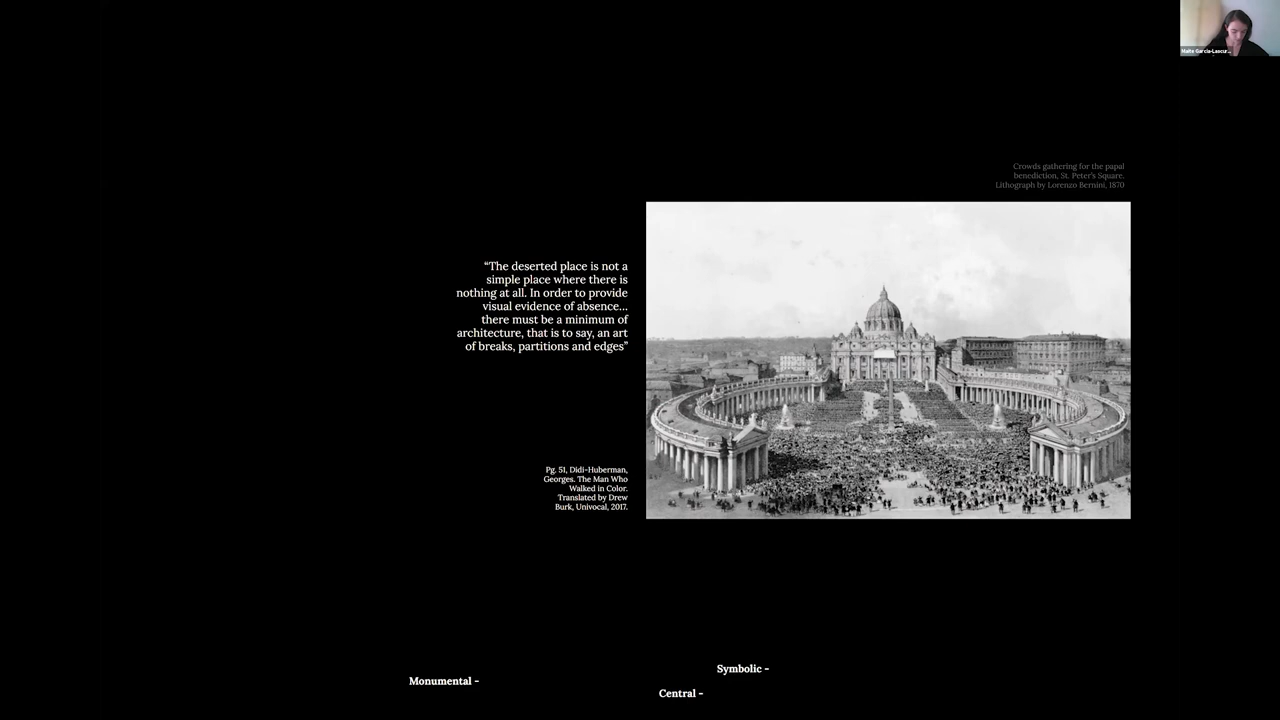 Maite Garcia-Lascur...
Crowds gathering for the papal
benediction, St. Peter's Square.
Lithograph by Lorenzo Bernini, 1870
“The deserted place is not a
simple place where there is
nothing at all. In order to provide
visual evidence of absence...
there must be a minimum of
architecture, that is to say, an art
of breaks, partitions and edges”
Pg. 51, Didi-Huberman,
Georges. The Man Who
Walked in Color.
Translated by Drew
Burk, Univocal, 2017.
Symbolic -
Monumental -
Central -